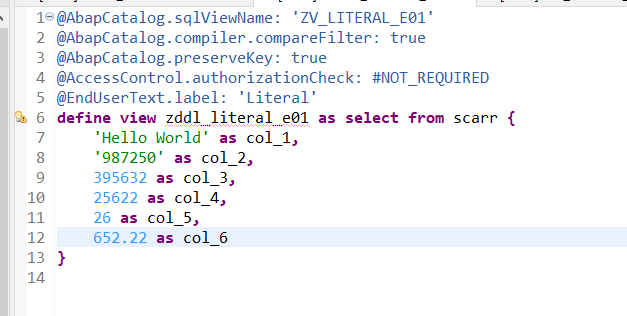 1 @AbapCatalog.sqlViewName: 'ZV_LITERAL_E01'
2 @AbapCatalog.compiler.compareFilter: true
3 @AbapCatalog.preserveKey: true
4 @AccessControl.authorizationCheck: #NOT_REQUIRED
5 @EndUserText.label: 'Literal'
6 define view zddl_literal_e01 as select from scarr {
7 'Hello World' as col_1,
8 '987250' as col_2,
9 395632 as col_3,
10 25622 as col_4,
11 26 as col_5,
12 652.22 as col_6
13 }
14